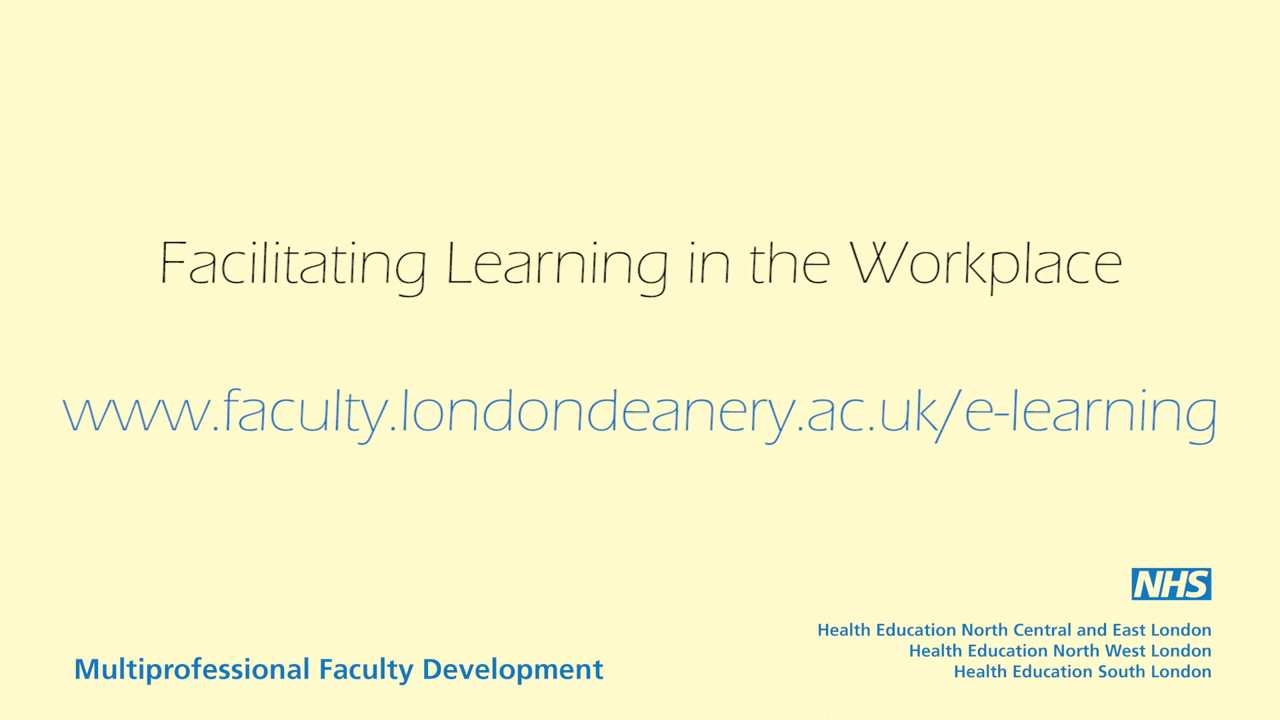 Facilitating Learning in the Workplace
www.faculty.londondeanery.ac.uk/e-learning
NHS
Health Education North Central and East London
Health Education North West London
Health Education South London
Multiprofessional Faculty Development